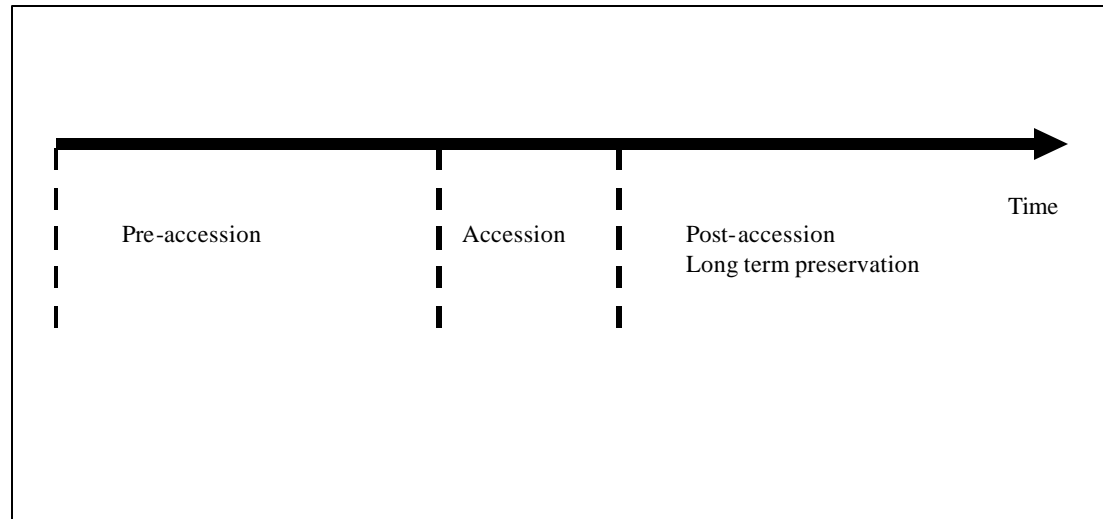 Time
Pre-accession
Accession
Post-accession
Long term preservation